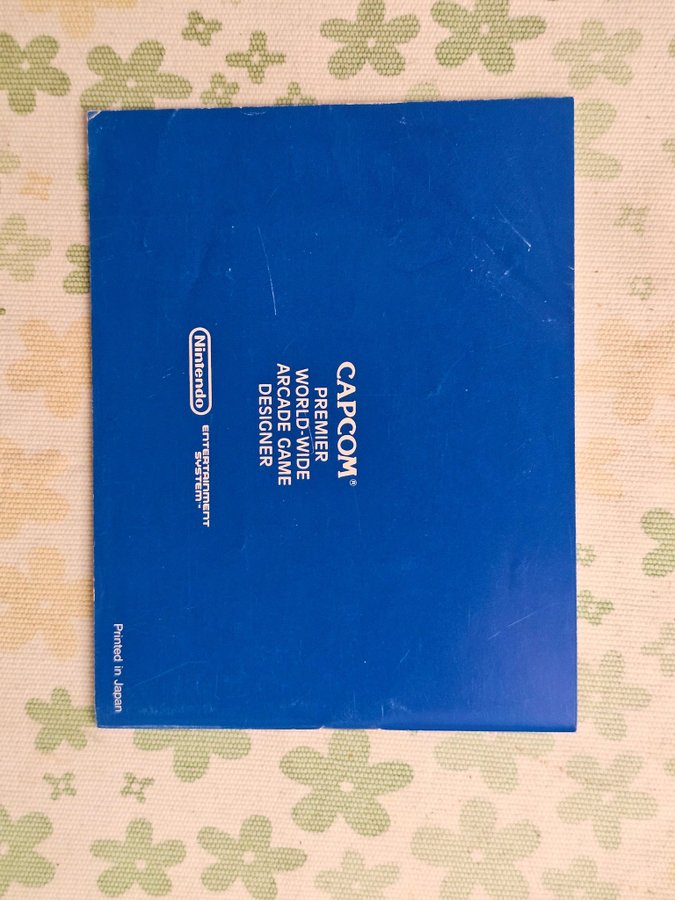 CAPCOM®
PREMIER
WORLD-WIDE
ARCADE GAME
DESIGNER
Nintendo
ENTERTAINMENT
SYSTEM™
Printed in Japan